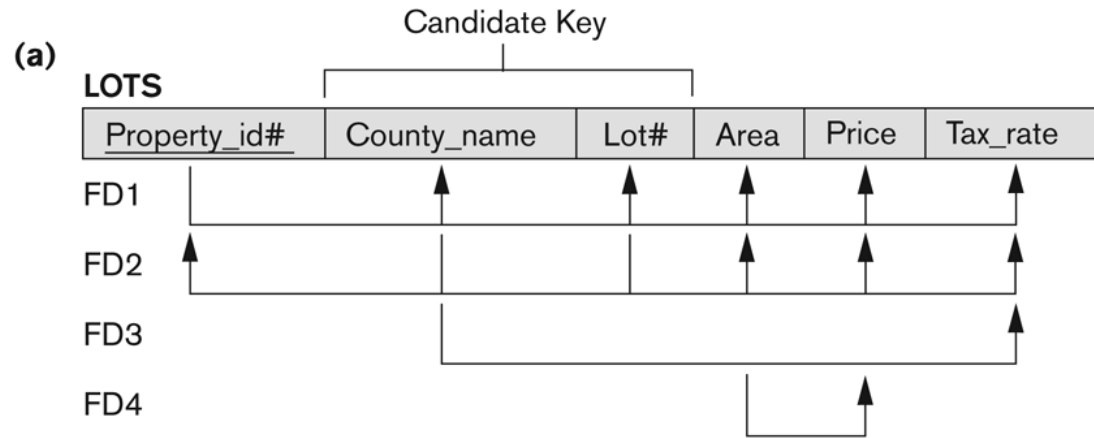 Candidate Key
(a)
LOTS
Property_id# County_name Lot# Area Price Tax_rate
FD1
FD2
FD3
FD4